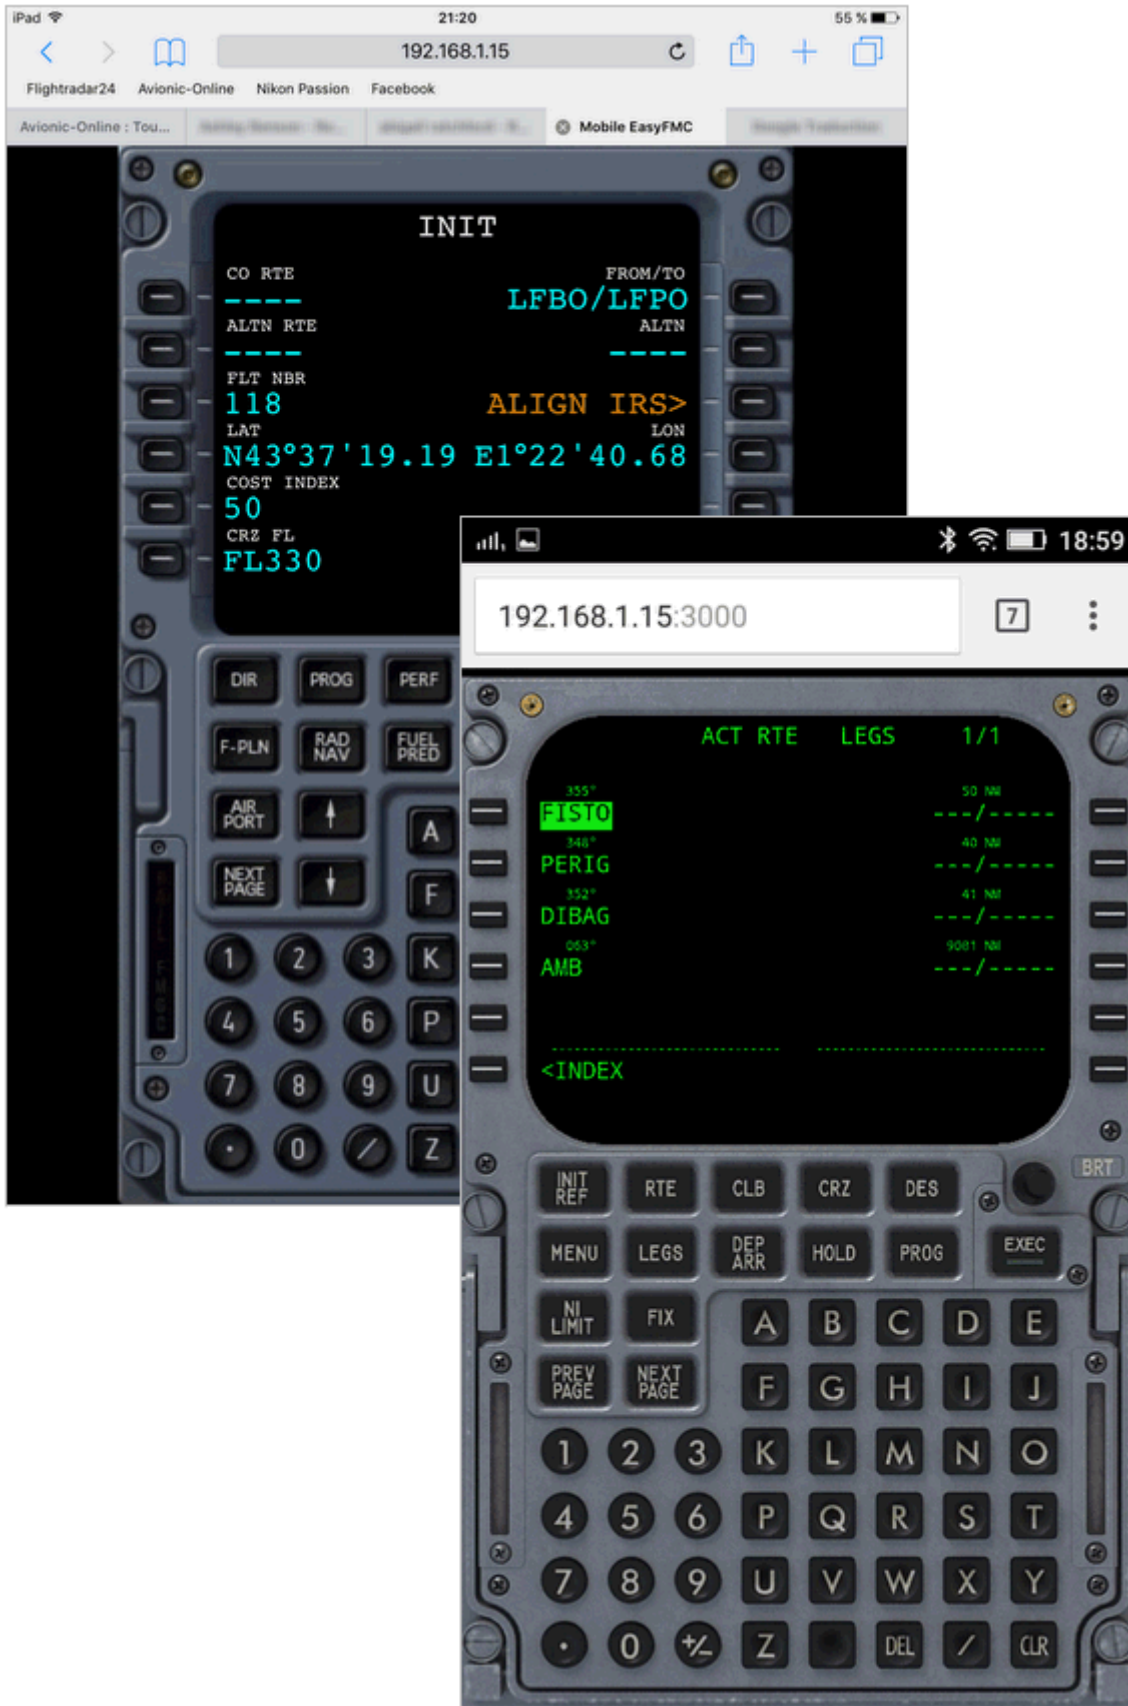 iPad 21:20 55 %
192.168.1.15
Flightradar24 Avionic-Online Nikon Passion Facebook
Avionic-Online : Tou... Mobile EasyFMC
INIT
CO RTE FROM/TO
---- LFBO/LFPO
ALTN RTE ALTN
---- ----
FLT NBR
118 ALIGN IRS>
LAT LON
N43°37'19.19 E1°22'40.68
COST INDEX
50
CRZ FL
FL330
DIR PROG PERF
F-PLN RAD NAV FUEL PRED
AIR PORT ↑ A
NEXT PAGE ↓ F
1 2 3 K
4 5 6 P
7 8 9 U
. 0 / Z
18:59
192.168.1.15:3000 7
ACT RTE LEGS 1/1
355° 50 NM
FISTO ---/-----
348° 40 NM
PERIG ---/-----
352° 41 NM
DIBAG ---/-----
063° 9001 NM
AMB ---/-----
<INDEX
BRT
INIT REF RTE CLB CRZ DES
MENU LEGS DEP ARR HOLD PROG EXEC
N1 LIMIT FIX A B C D E
PREV PAGE NEXT PAGE F G H I J
1 2 3 K L M N O
4 5 6 P Q R S T
7 8 9 U V W X Y
. 0 +/- Z DEL / CLR